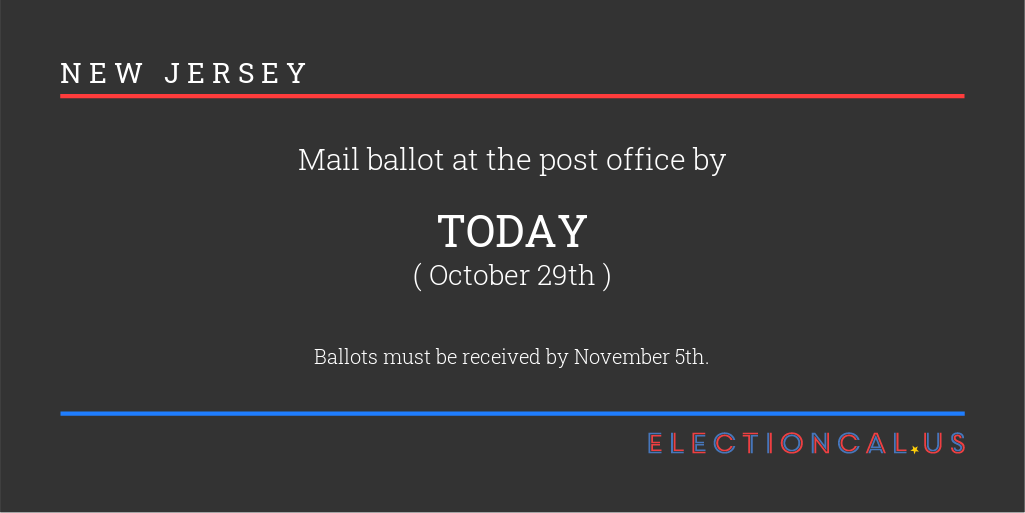 NEW JERSEY
Mail ballot at the post office by
TODAY
( October 29th )
Ballots must be received by November 5th.
ELECTIONCAL.US